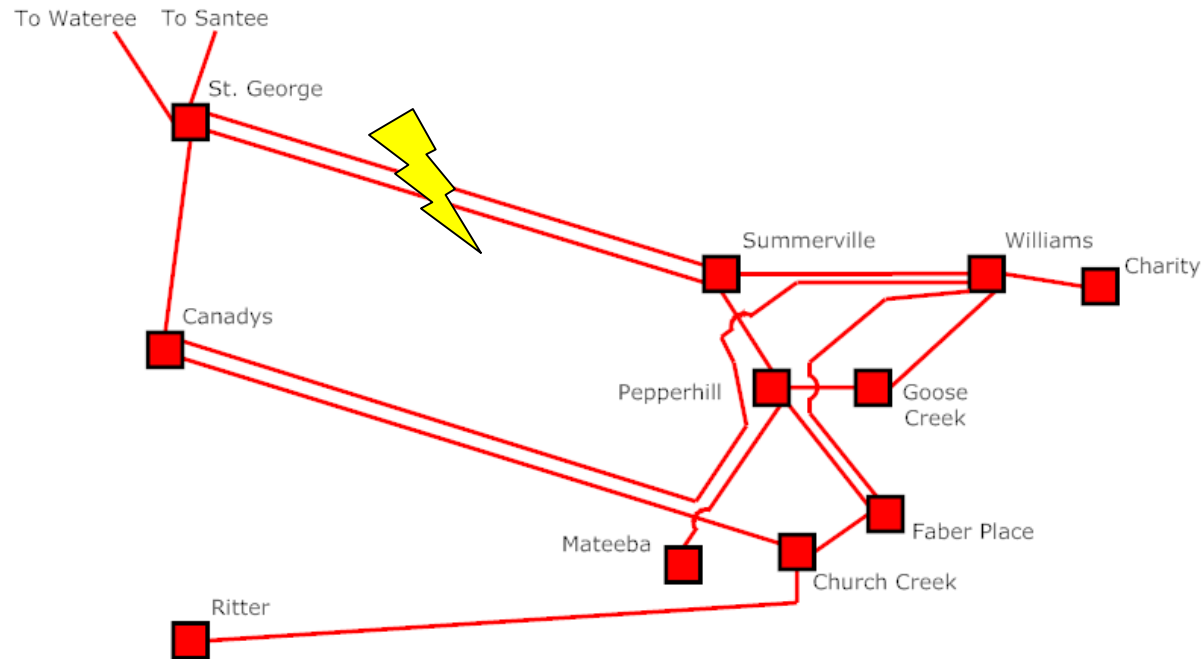 To Wateree
To Santee
St. George
Summerville
Williams
Charity
Canadys
Pepperhill
Goose
Creek
Faber Place
Mateeba
Church Creek
Ritter